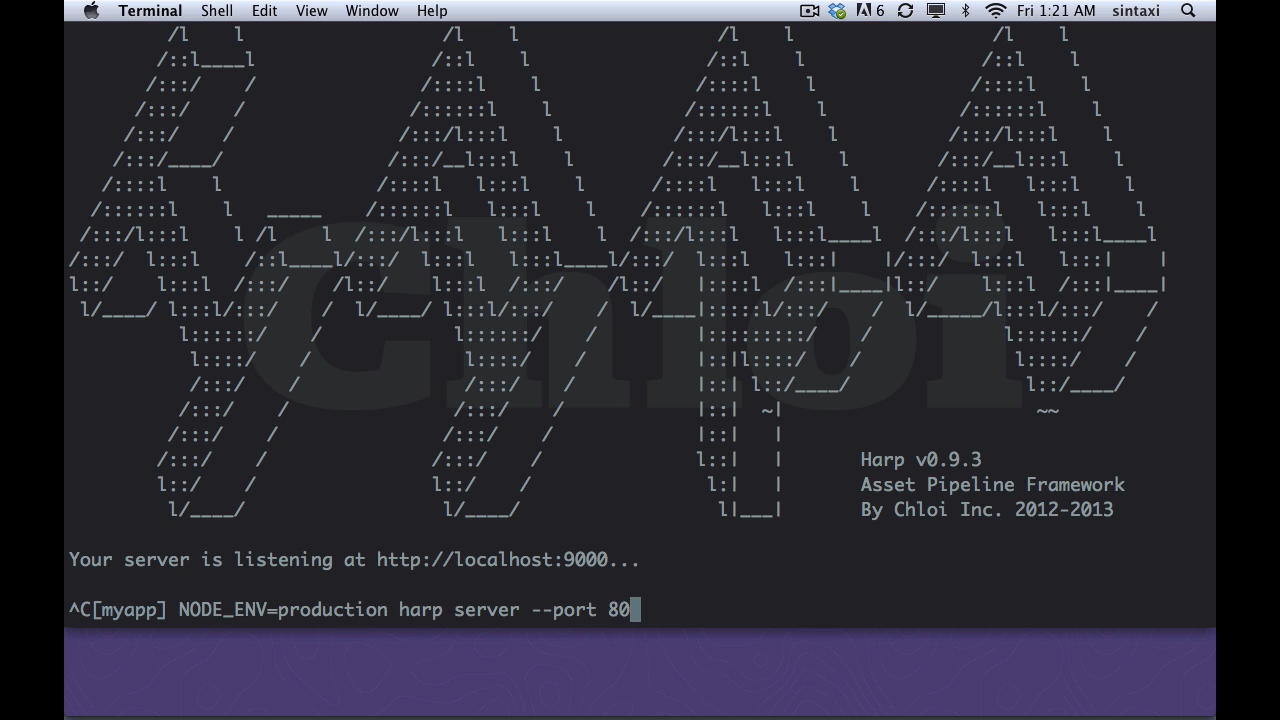 Terminal Shell Edit View Window Help 6 Fri 1:21 AM sintaxi
Chloi
Harp v0.9.3
Asset Pipeline Framework
By Chloi Inc. 2012-2013
Your server is listening at http://localhost:9000...
^C[myapp] NODE_ENV=production harp server --port 80